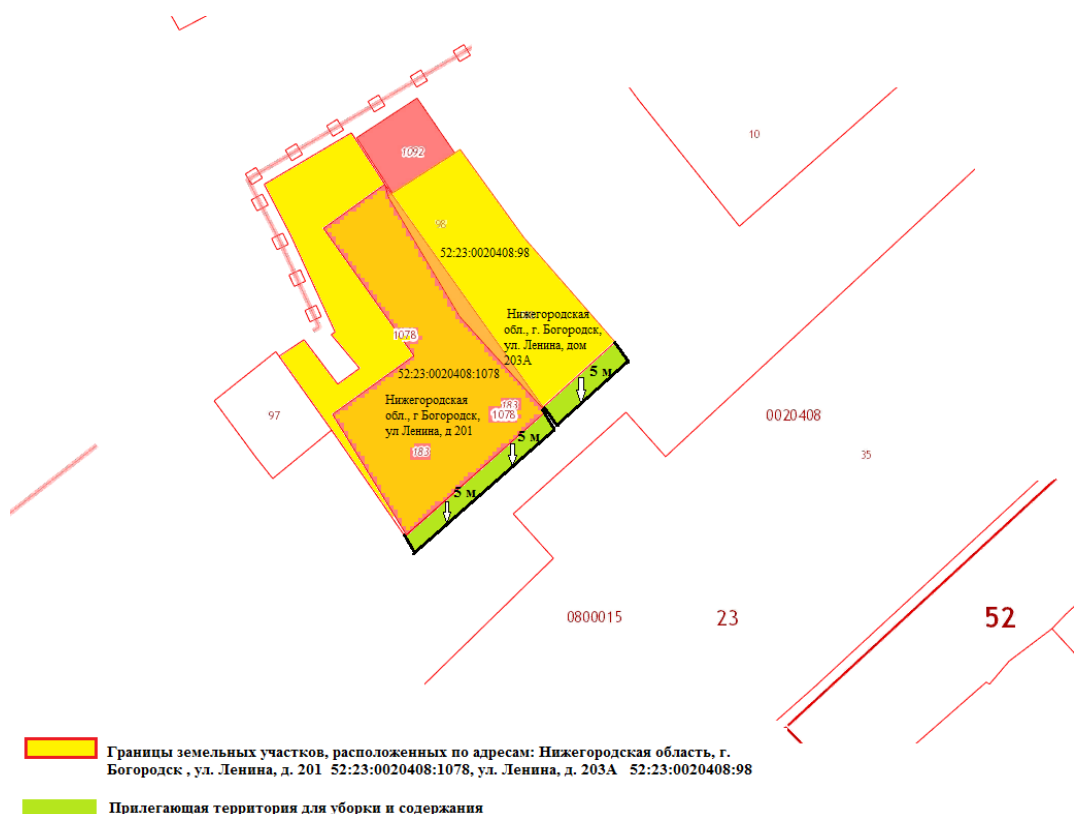 10
1092
98
52:23:0020408:98
Нижегородская
обл., г. Богородск,
ул. Ленина, дом
203А
1078
5 м
52:23:0020408:1078
Нижегородская
обл., г Богородск,
ул Ленина, д 201
183
1078
97
0020408
5 м
183
35
5 м
0800015
23
52
Границы земельных участков, расположенных по адресам: Нижегородская область, г.
Богородск , ул. Ленина, д. 201 52:23:0020408:1078, ул. Ленина, д. 203А 52:23:0020408:98
Прилегающая территория для уборки и содержания